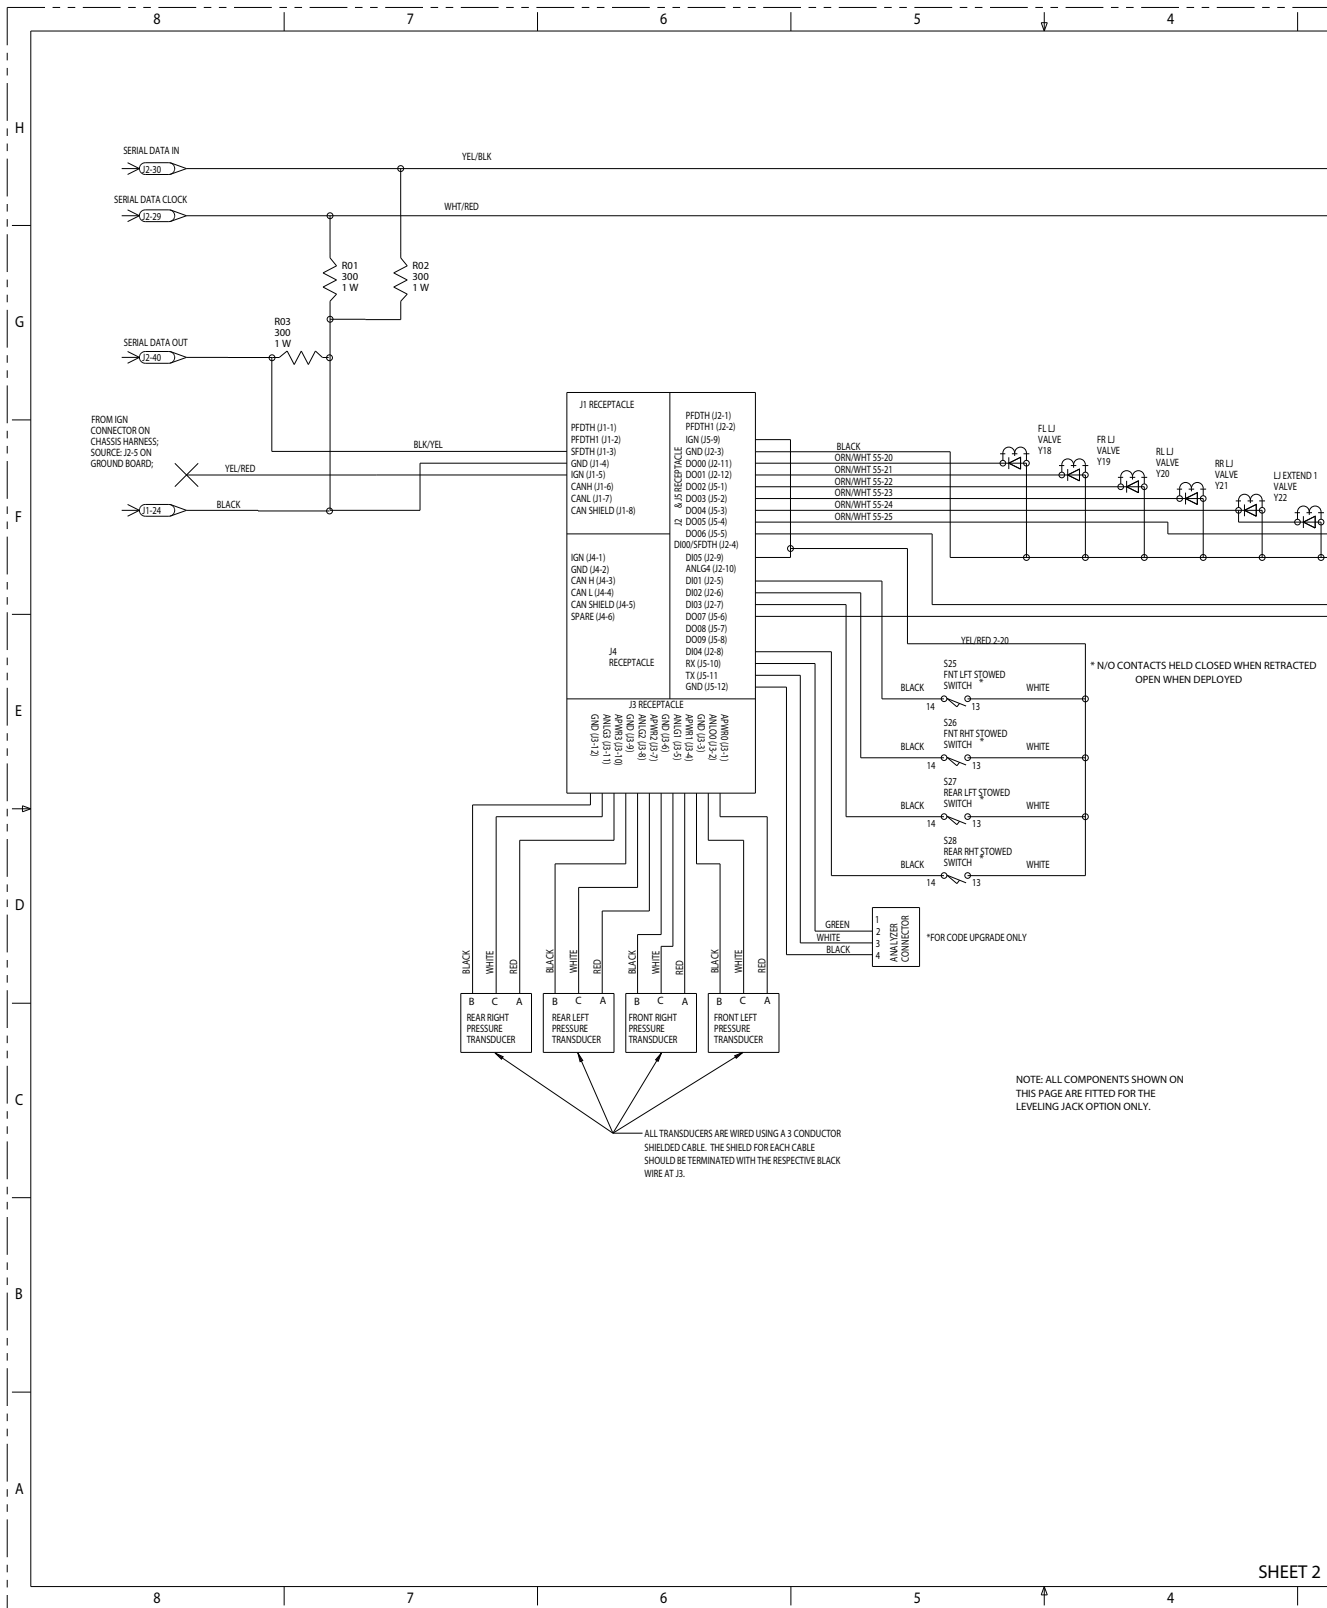 8 7 6 5 4
H
SERIAL DATA IN
J2-30
YEL/BLK
SERIAL DATA CLOCK
J2-29
WHT/RED
R01
300
1 W
R02
300
1 W
G
R03
300
1 W
SERIAL DATA OUT
J2-40
FROM IGN
CONNECTOR ON
CHASSIS HARNESS;
SOURCE: J2-5 ON
GROUND BOARD;
BLK/YEL
YEL/RED
F
J1-24
BLACK
J1 RECEPTACLE
PFDTH (J1-1)
PFDTH1 (J1-2)
SFDTH (J1-3)
GND (J1-4)
IGN (J1-5)
CANH (J1-6)
CANL (J1-7)
CAN SHIELD (J1-8)
IGN (J4-1)
GND (J4-2)
CAN H (J4-3)
CAN L (J4-4)
CAN SHIELD (J4-5)
SPARE (J4-6)
J4
RECEPTACLE
J2 & J5 RECEPTACLE
PFDTH (J2-1)
PFDTH1 (J2-2)
IGN (J5-9)
GND (J2-3)
DO00 (J2-11)
DO01 (J2-12)
DO02 (J5-1)
DO03 (J5-2)
DO04 (J5-3)
DO05 (J5-4)
DO06 (J5-5)
DI00/SFDTH (J2-4)
DI05 (J2-9)
ANLG4 (J2-10)
DI01 (J2-5)
DI02 (J2-6)
DI03 (J2-7)
DO07 (J5-6)
DO08 (J5-7)
DO09 (J5-8)
DI04 (J2-8)
RX (J5-10)
TX (J5-11
GND (J5-12)
J3 RECEPTACLE
GND (J3-12)
ANLG3 (J3-11)
APWR3 (J3-10)
GND (J3-9)
ANLG2 (J3-8)
APWR2 (J3-7)
GND (J3-6)
ANLG1 (J3-5)
APWR1 (J3-4)
GND (J3-3)
ANLO0 (J3-2)
APWR0 (J3-1)
BLACK
ORN/WHT 55-20
ORN/WHT 55-21
ORN/WHT 55-22
ORN/WHT 55-23
ORN/WHT 55-24
ORN/WHT 55-25
FL LJ
VALVE
Y18
FR LJ
VALVE
Y19
RL LJ
VALVE
Y20
RR LJ
VALVE
Y21
LJ EXTEND 1
VALVE
Y22
YEL/RED 2-20
* N/O CONTACTS HELD CLOSED WHEN RETRACTED
OPEN WHEN DEPLOYED
E
S25
FNT LFT STOWED
SWITCH *
BLACK 14 13 WHITE
S26
FNT RHT STOWED
SWITCH *
BLACK 14 13 WHITE
S27
REAR LFT STOWED
SWITCH *
BLACK 14 13 WHITE
S28
REAR RHT STOWED
SWITCH *
BLACK 14 13 WHITE
D
GREEN
WHITE
BLACK
1
2
3
4
ANALYZER
CONNECTOR
*FOR CODE UPGRADE ONLY
BLACK WHITE RED BLACK WHITE RED BLACK WHITE RED BLACK WHITE RED
B C A B C A B C A B C A
REAR RIGHT
PRESSURE
TRANSDUCER
REAR LEFT
PRESSURE
TRANSDUCER
FRONT RIGHT
PRESSURE
TRANSDUCER
FRONT LEFT
PRESSURE
TRANSDUCER
C
NOTE: ALL COMPONENTS SHOWN ON
THIS PAGE ARE FITTED FOR THE
LEVELING JACK OPTION ONLY.
ALL TRANSDUCERS ARE WIRED USING A 3 CONDUCTOR
SHIELDED CABLE. THE SHIELD FOR EACH CABLE
SHOULD BE TERMINATED WITH THE RESPECTIVE BLACK
WIRE AT J3.
B
A
SHEET 2
8 7 6 5 4